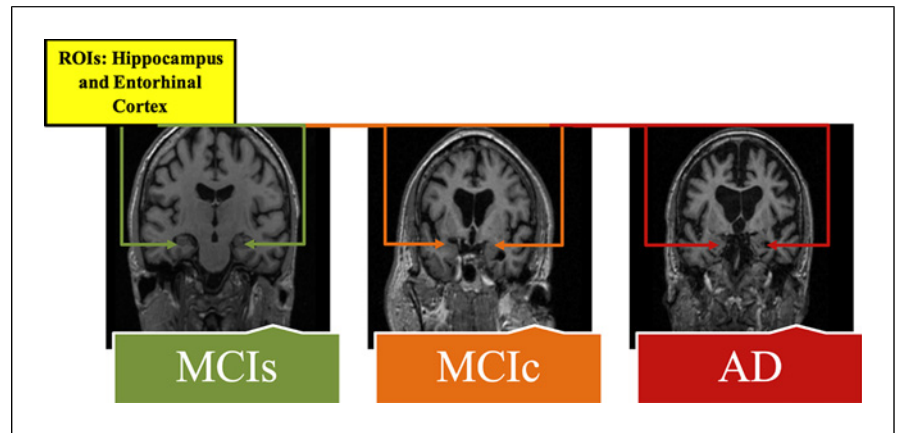 ROIs: Hippocampus
and Entorhinal
Cortex
MCIs
MCIc
AD